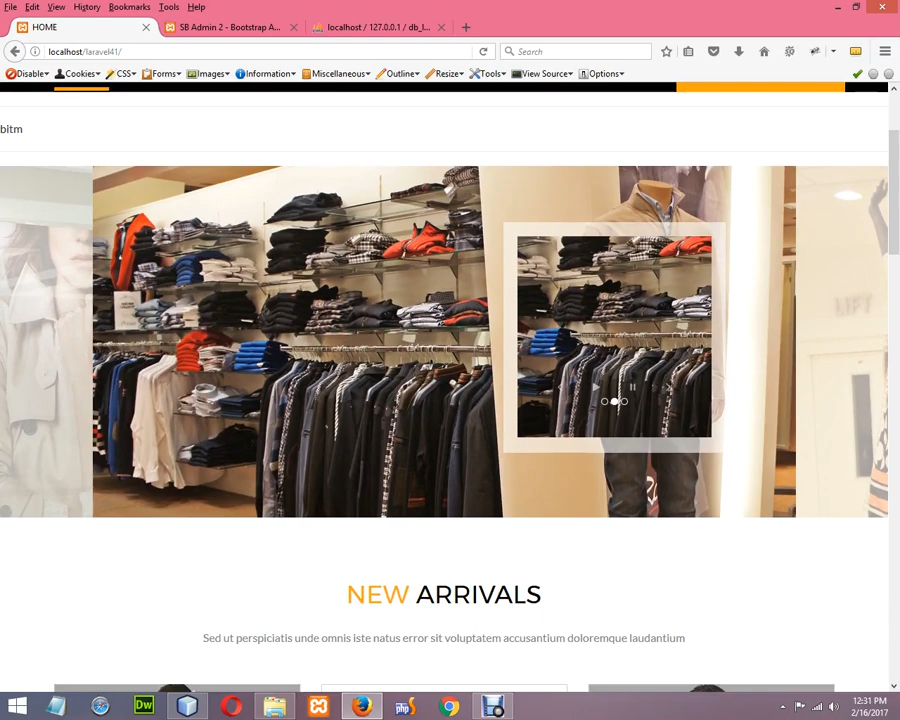 File Edit View History Bookmarks Tools Help
HOME
SB Admin 2 - Bootstrap A...
localhost / 127.0.0.1 / db_l...
localhost/laravel41/
Search
Disable Cookies CSS Forms Images Information Miscellaneous Outline Resize Tools View Source Options
bitm
NEW ARRIVALS
Sed ut perspiciatis unde omnis iste natus error sit voluptatem accusantium doloremque laudantium
Dw
php
12:31 PM
2/16/2017